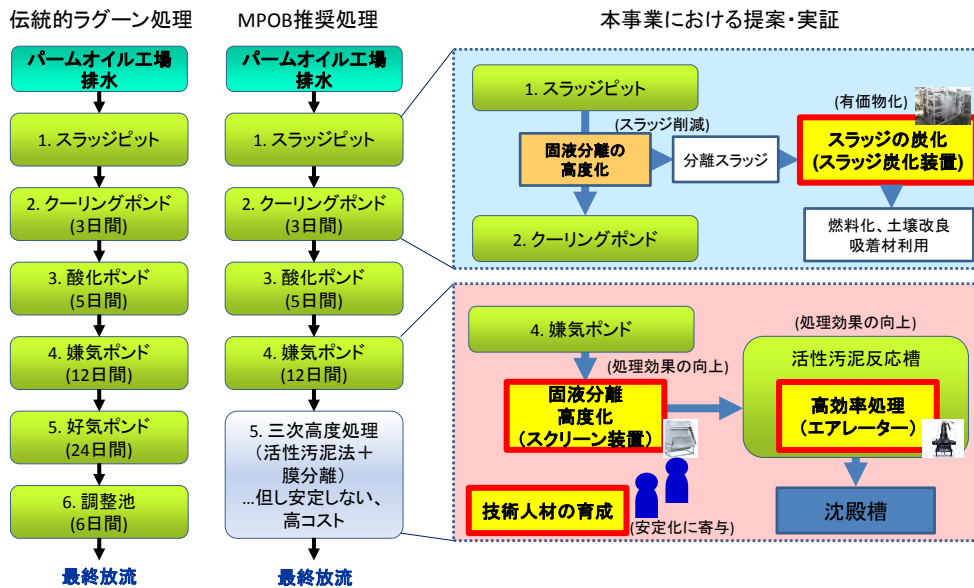 伝統的ラグーン処理
パームオイル工場
排水
1. スラッジピット
2. クーリングポンド
(3日間)
3. 酸化ポンド
(5日間)
4. 嫌気ポンド
(12日間)
5. 好気ポンド
(24日間)
6. 調整池
(6日間)
最終放流
MPOB推奨処理
パームオイル工場
排水
1. スラッジピット
2. クーリングポンド
(3日間)
3. 酸化ポンド
(5日間)
4. 嫌気ポンド
(12日間)
5. 三次高度処理
（活性汚泥法＋
膜分離）
…但し安定しない、
高コスト
最終放流
本事業における提案・実証
1. スラッジピット
(スラッジ削減)
固液分離の
高度化
分離スラッジ
(有価物化)
スラッジの炭化
(スラッジ炭化装置)
燃料化、土壌改良
吸着材利用
2. クーリングポンド
4. 嫌気ポンド
(処理効果の向上)
固液分離
高度化
（スクリーン装置）
(処理効果の向上)
活性汚泥反応槽
高効率処理
（エアレーター）
沈殿槽
技術人材の育成
(安定化に寄与)